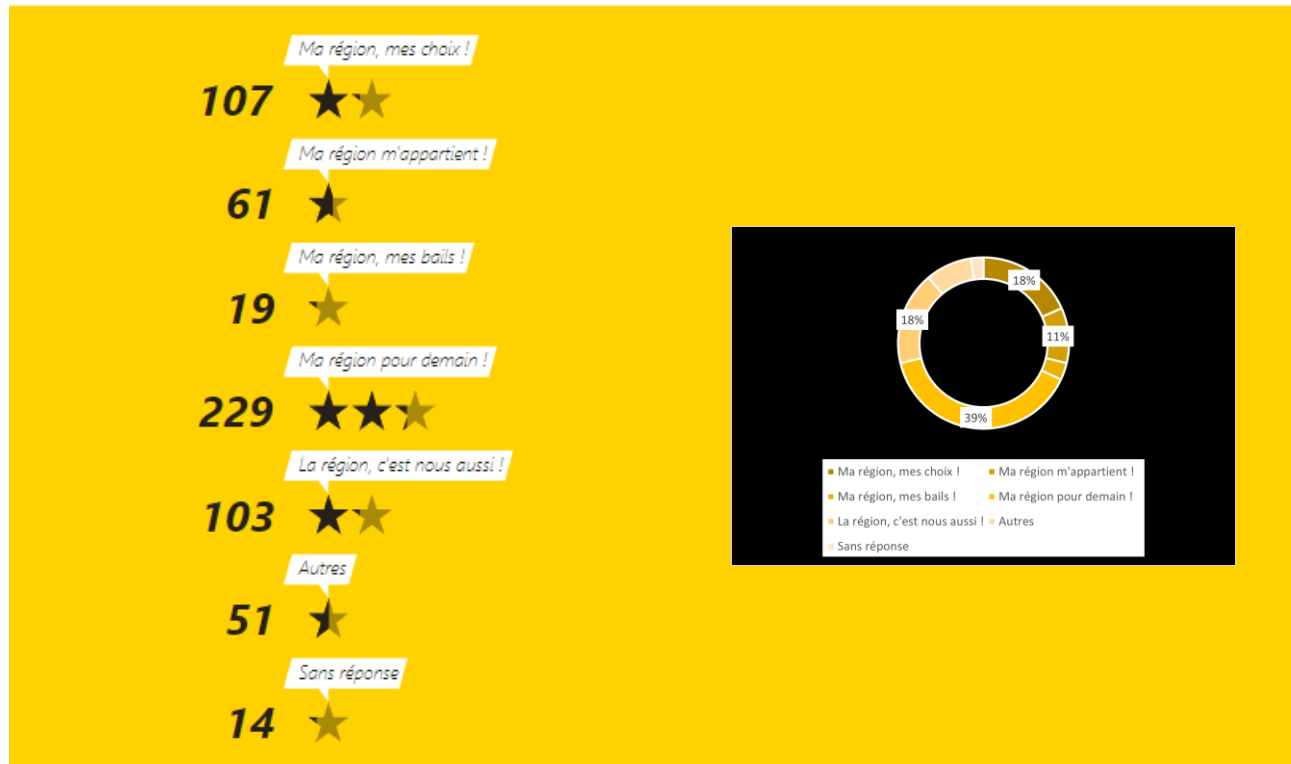 Ma région, mes choix !
107
Ma région m'appartient !
61
Ma région, mes bails !
19
Ma région pour demain !
229
La région, c'est nous aussi !
103
Autres
51
Sans réponse
14
18%
18%
11%
39%
Ma région, mes choix !
Ma région m'appartient !
Ma région, mes bails !
Ma région pour demain !
La région, c'est nous aussi !
Autres
Sans réponse